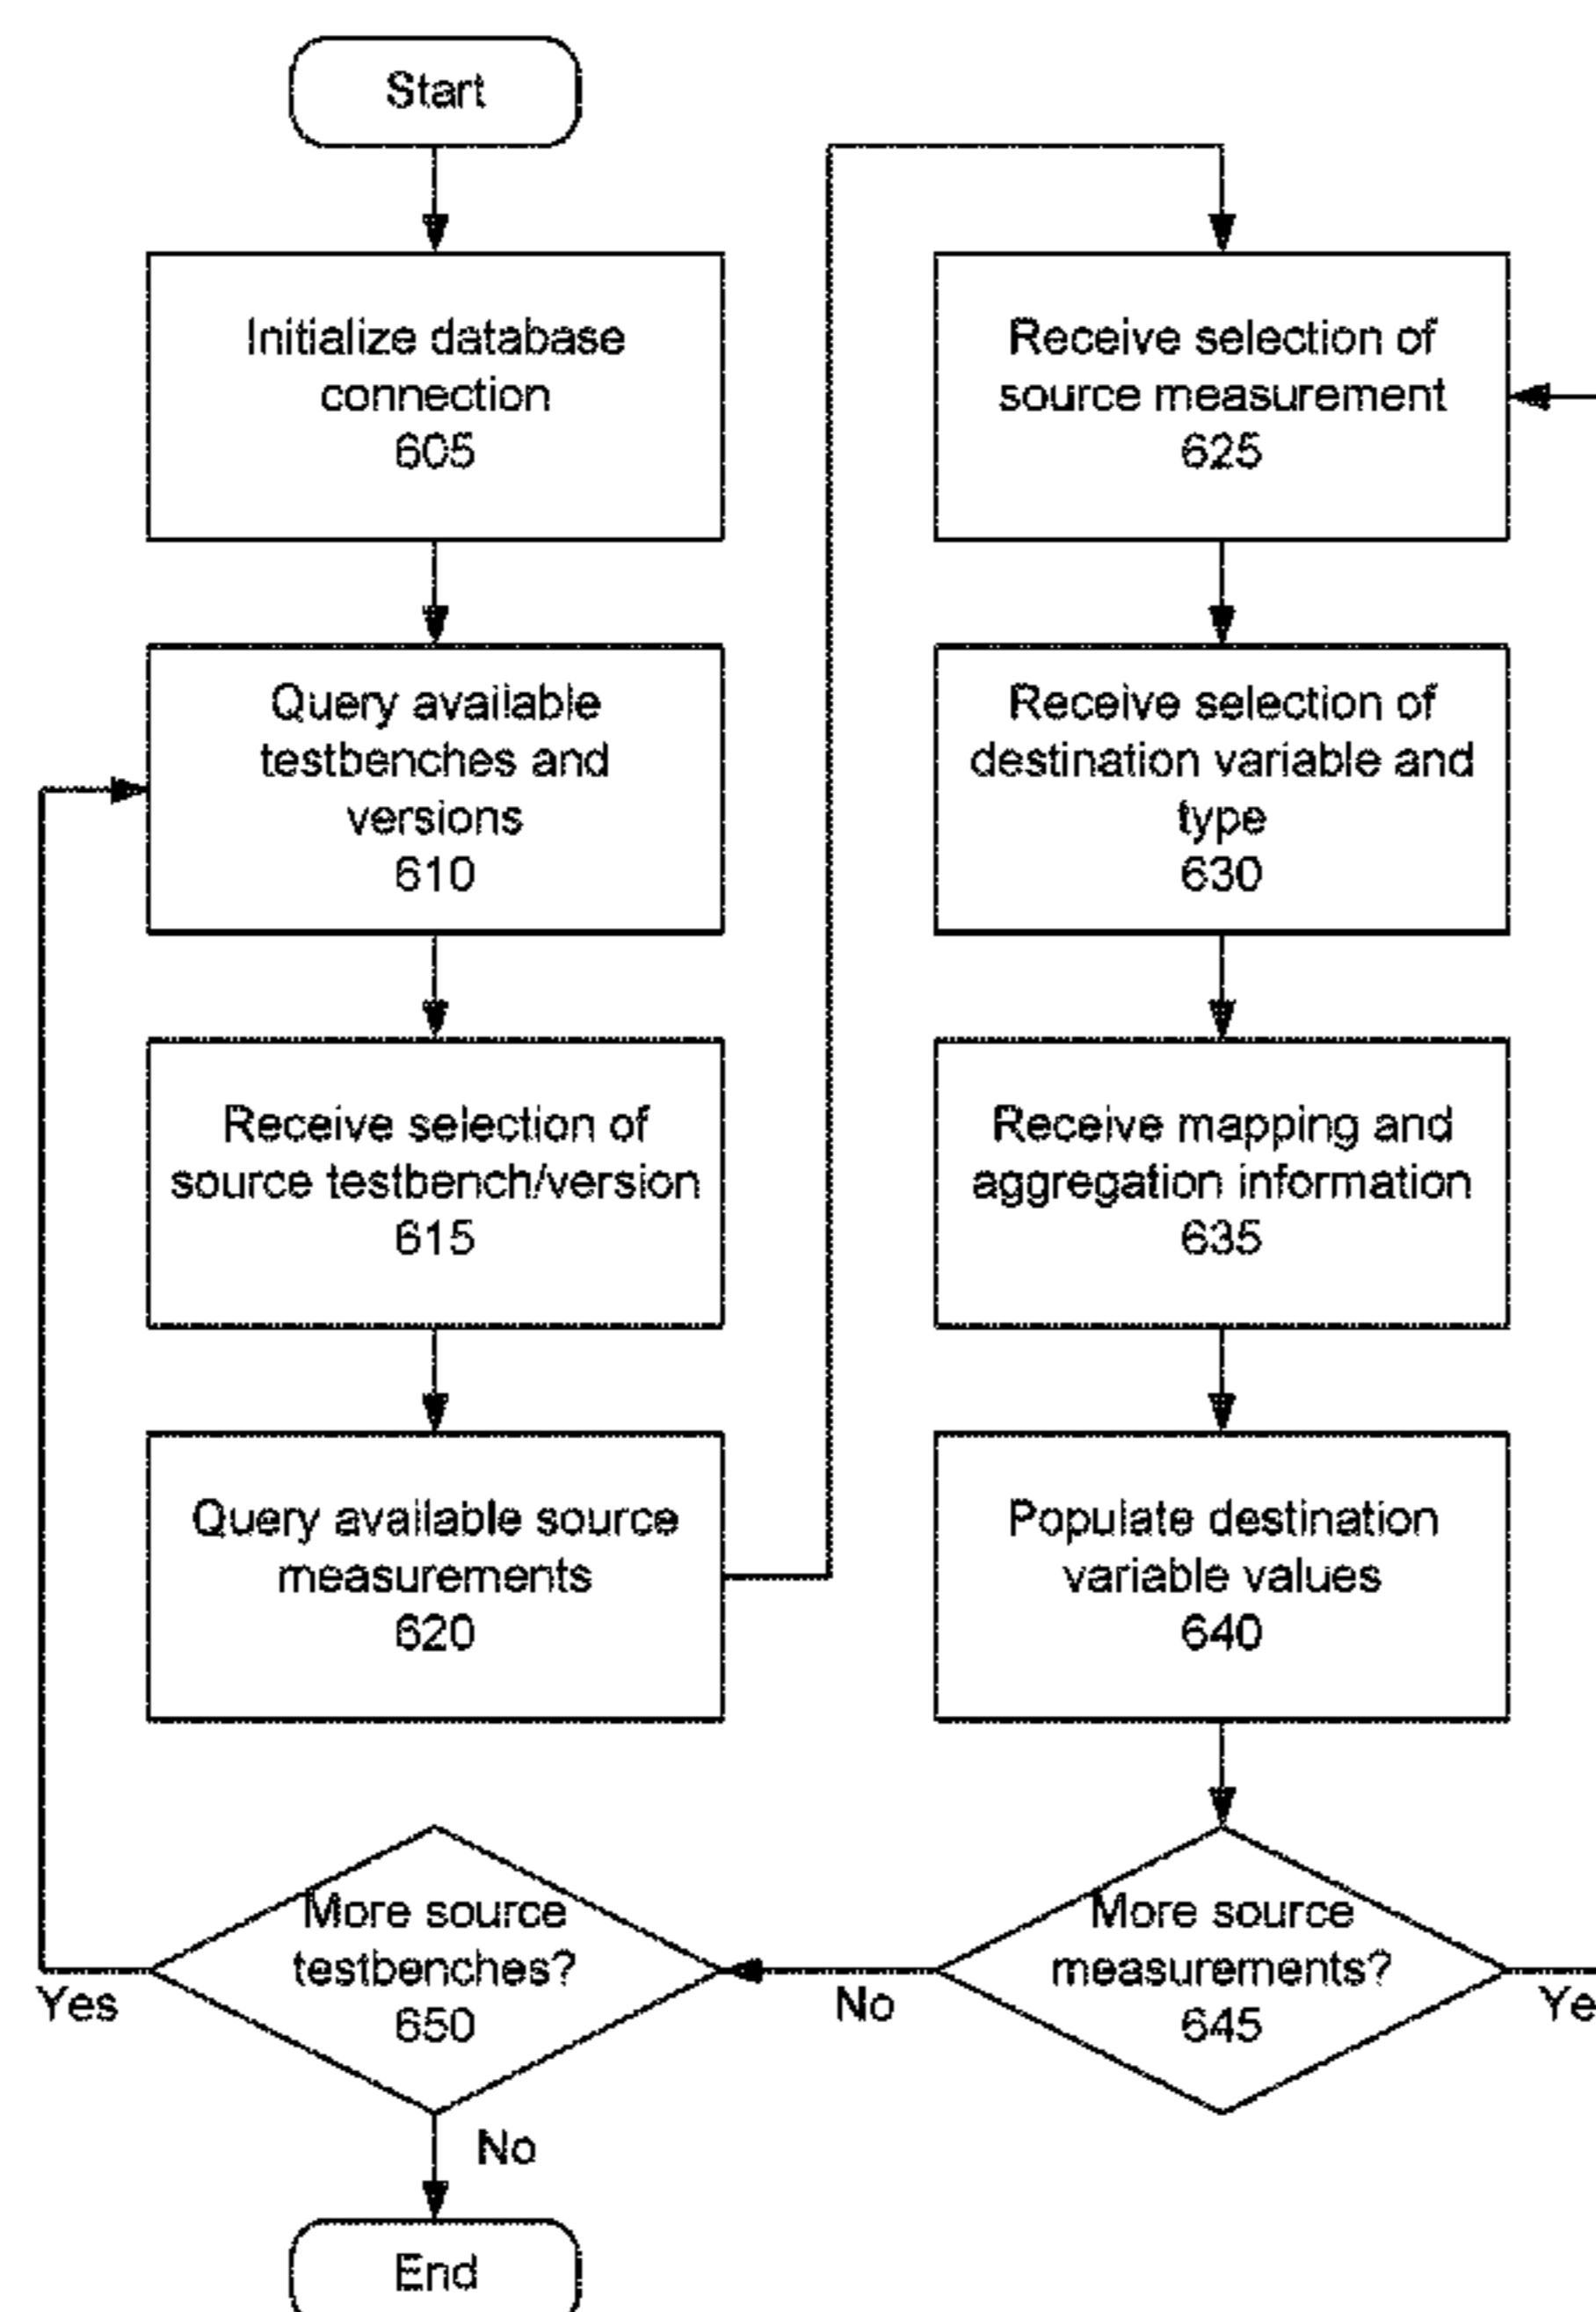 Start
Initialize database
connection
605
Query available
testbenches and
versions
610
Receive selection of
source testbench/version
615
Query available source
measurements
620
Receive selection of
source measurement
625
Receive selection of
destination variable and
type
630
Receive mapping and
aggregation information
635
Populate destination
variable values
640
More source
measurements?
645
Ye
No
More source
testbenches?
650
Yes
No
End